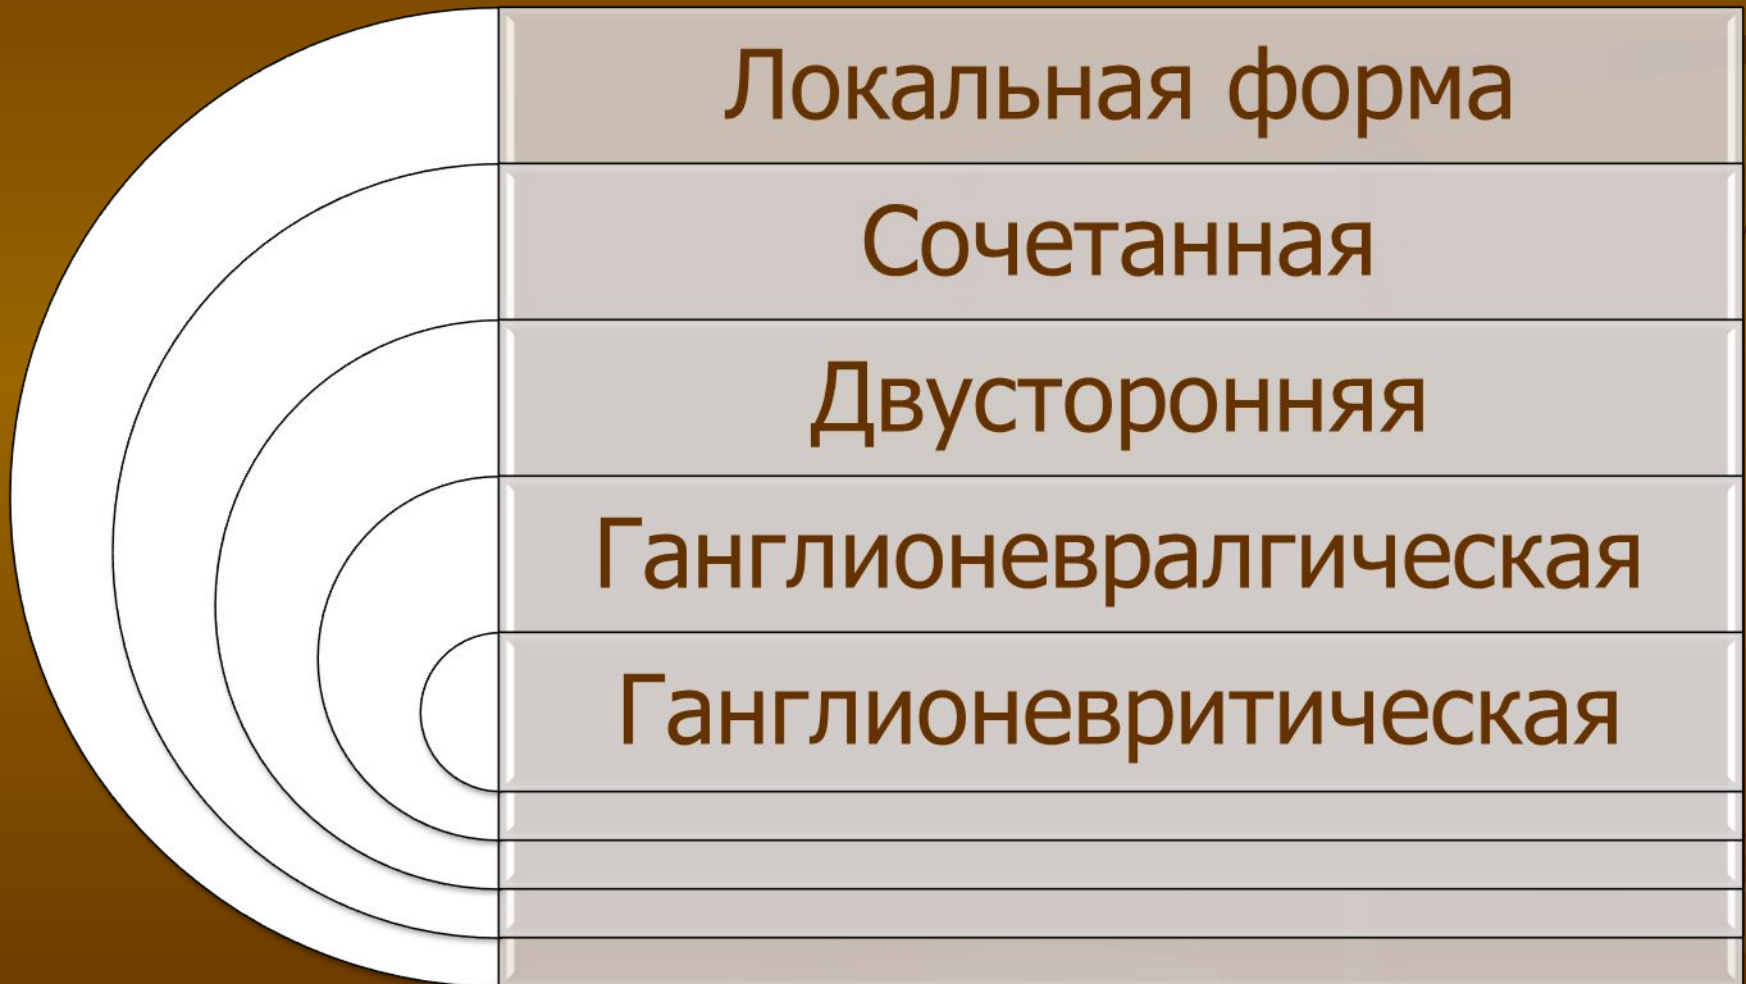 Локальная форма
Сочетанная
Двусторонняя
Ганглионевралгическая
Ганглионевритическая